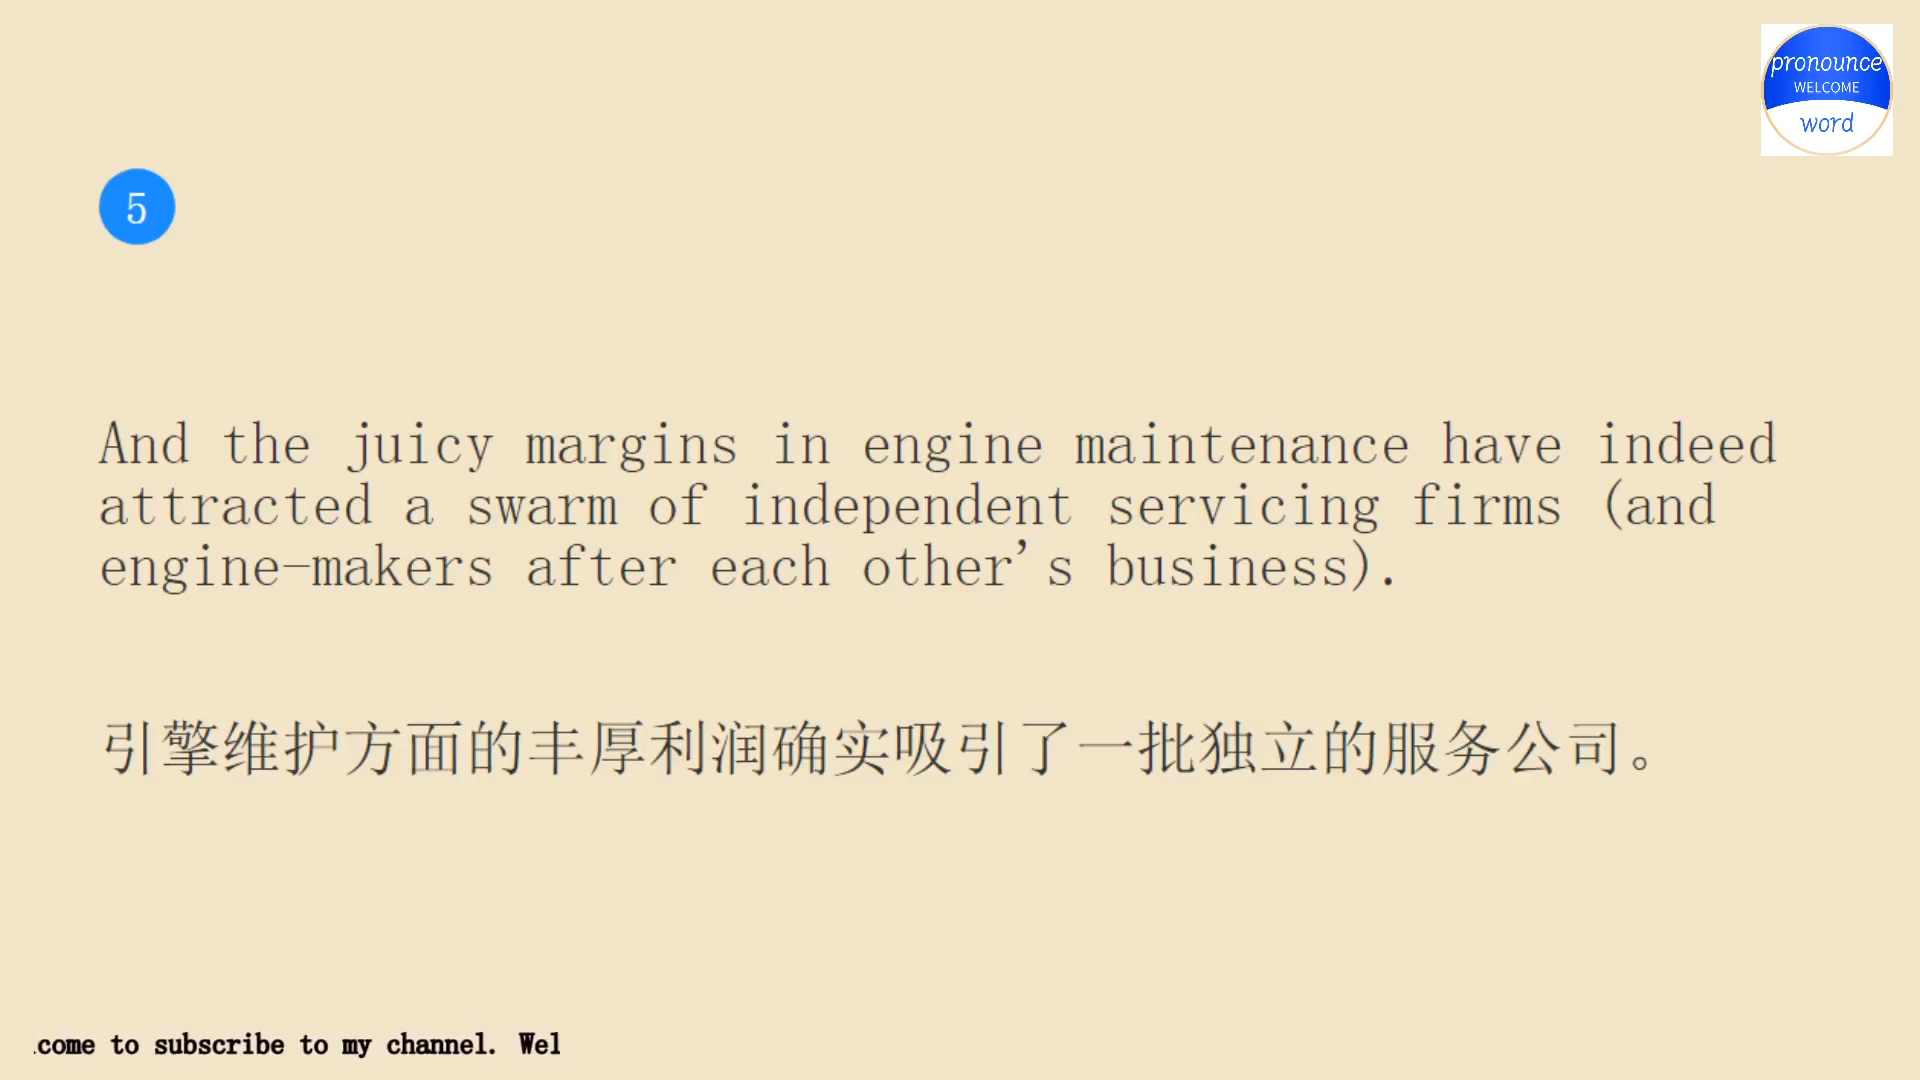 pronounce
WELCOME
word
5
And the juicy margins in engine maintenance have indeed
attracted a swarm of independent servicing firms (and
engine-makers after each other's business).
引擎维护方面的丰厚利润确实吸引了一批独立的服务公司。
come to subscribe to my channel. Wel